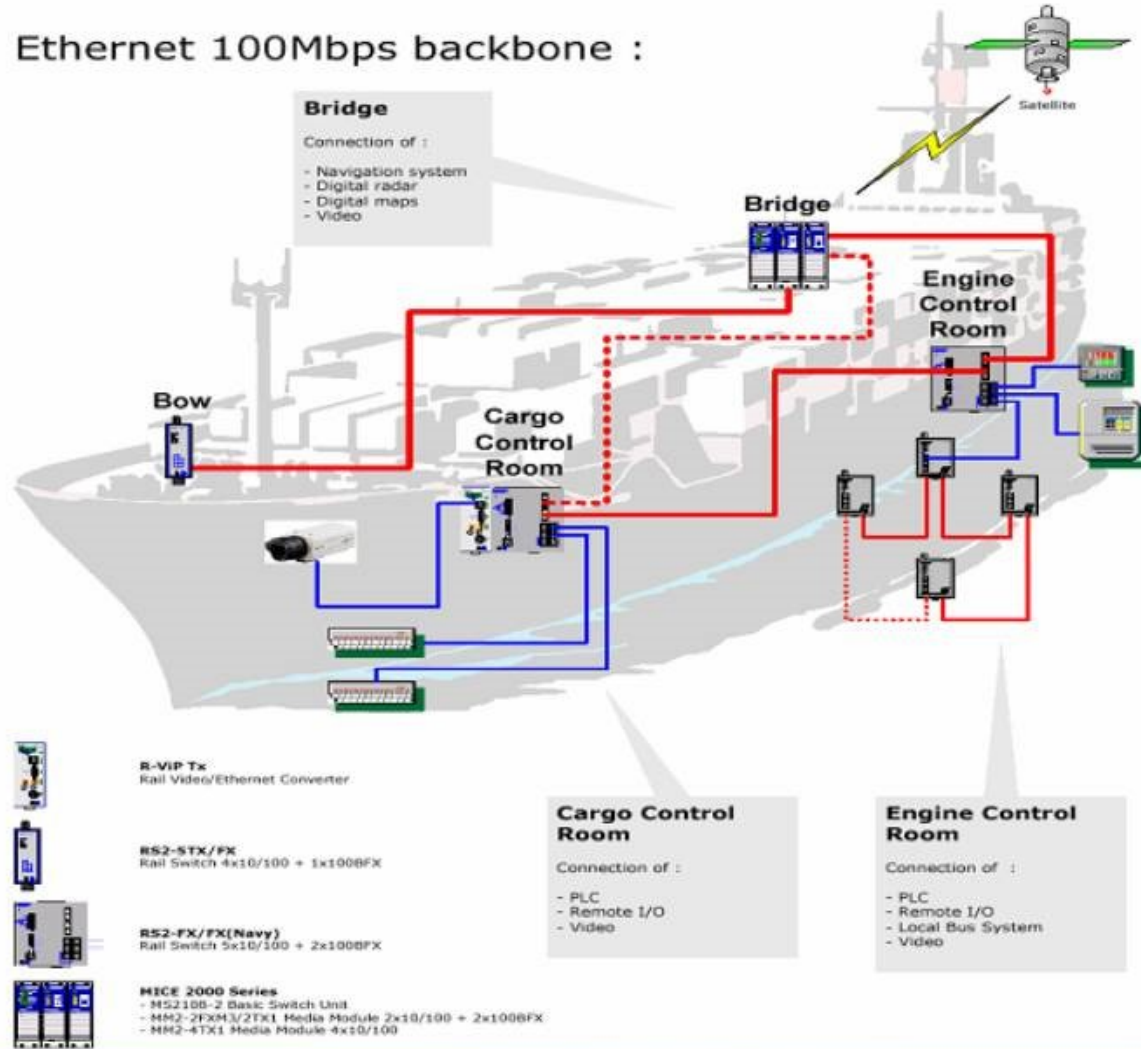 Ethernet 100Mbps backbone :
Satellite
Bridge
Connection of :
- Navigation system
- Digital radar
- Digital maps
- Video
Bridge
Engine
Control
Room
Bow
Cargo
Control
Room
R-ViP Tx
Rail Video/Ethernet Converter
RS2-5TX/FX
Rail Switch 4x10/100 + 1x100BFX
RS2-FX/FX(Navy)
Rail Switch 5x10/100 + 2x100BFX
MICE 2000 Series
- MS2108-2 Basic Switch Unit
- MM2-2FXM3/2TX1 Media Module 2x10/100 + 2x100BFX
- MM2-4TX1 Media Module 4x10/100
Cargo Control
Room
Connection of :
- PLC
- Remote I/O
- Video
Engine Control
Room
Connection of :
- PLC
- Remote I/O
- Local Bus System
- Video